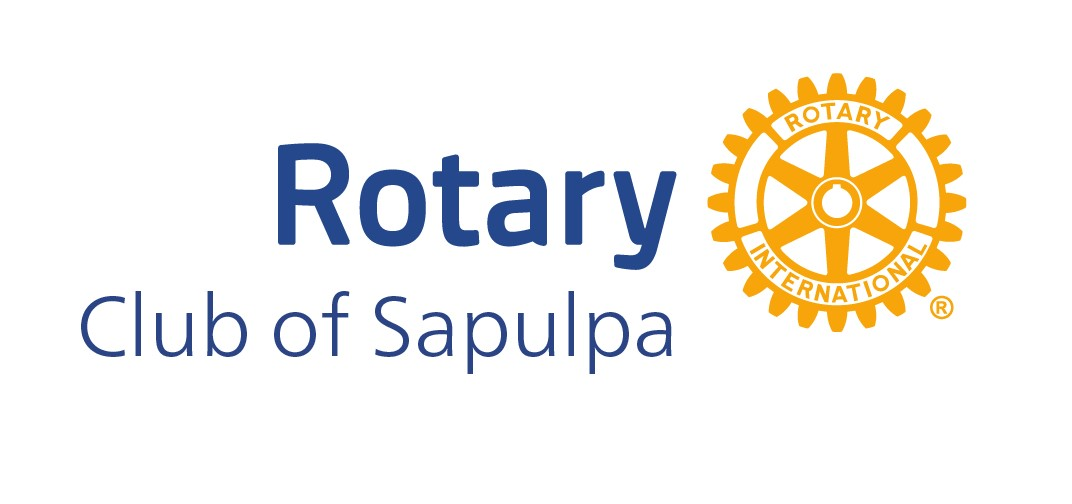 Rotary
Club of Sapulpa
ROTARY
INTERNATIONAL
®